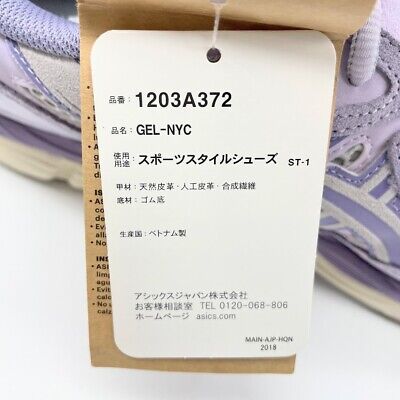 品番: 1203A372
品名: GEL-NYC
使用用途: スポーツスタイルシューズ ST-1
甲材: 天然皮革・人工皮革・合成繊維
底材: ゴム底
生産国: ベトナム製
アシックスジャパン株式会社
お客様相談室 TEL 0120-068-806
ホームページ asics.com
MAIN-AJP-HQN
2018